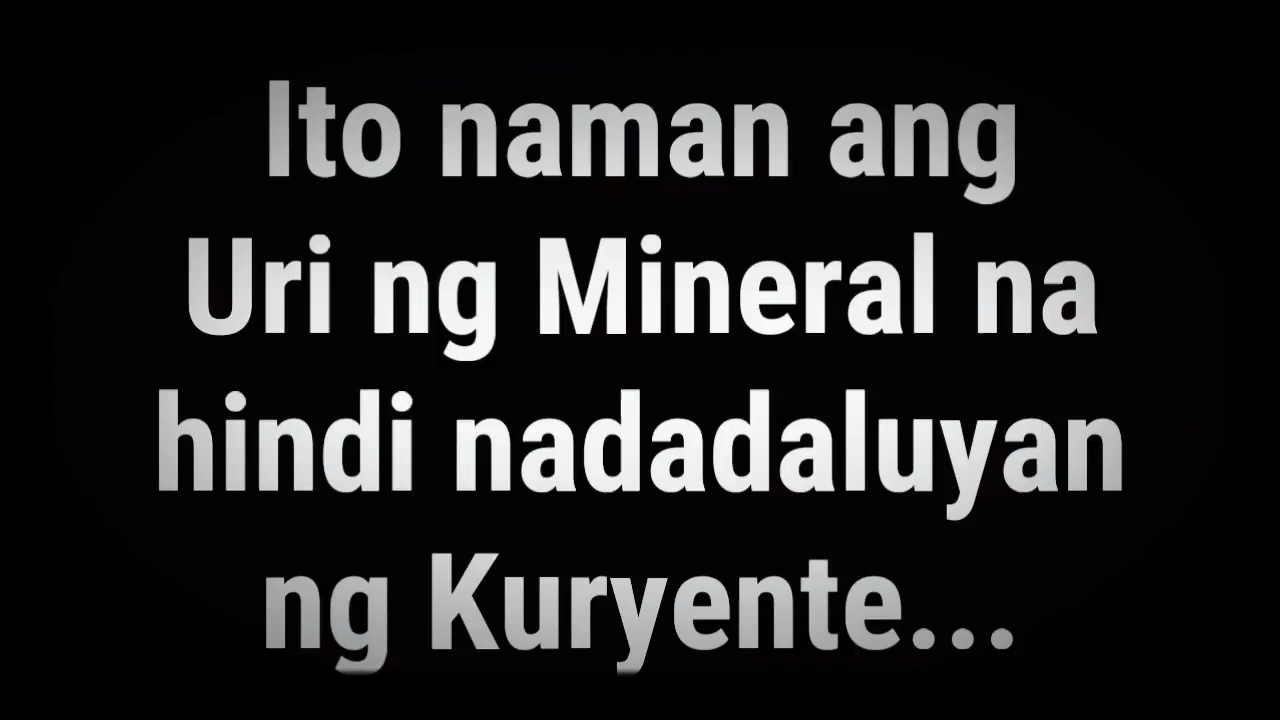 Ito naman ang
Uri ng Mineral na
hindi nadadaluyan
ng Kuryente...